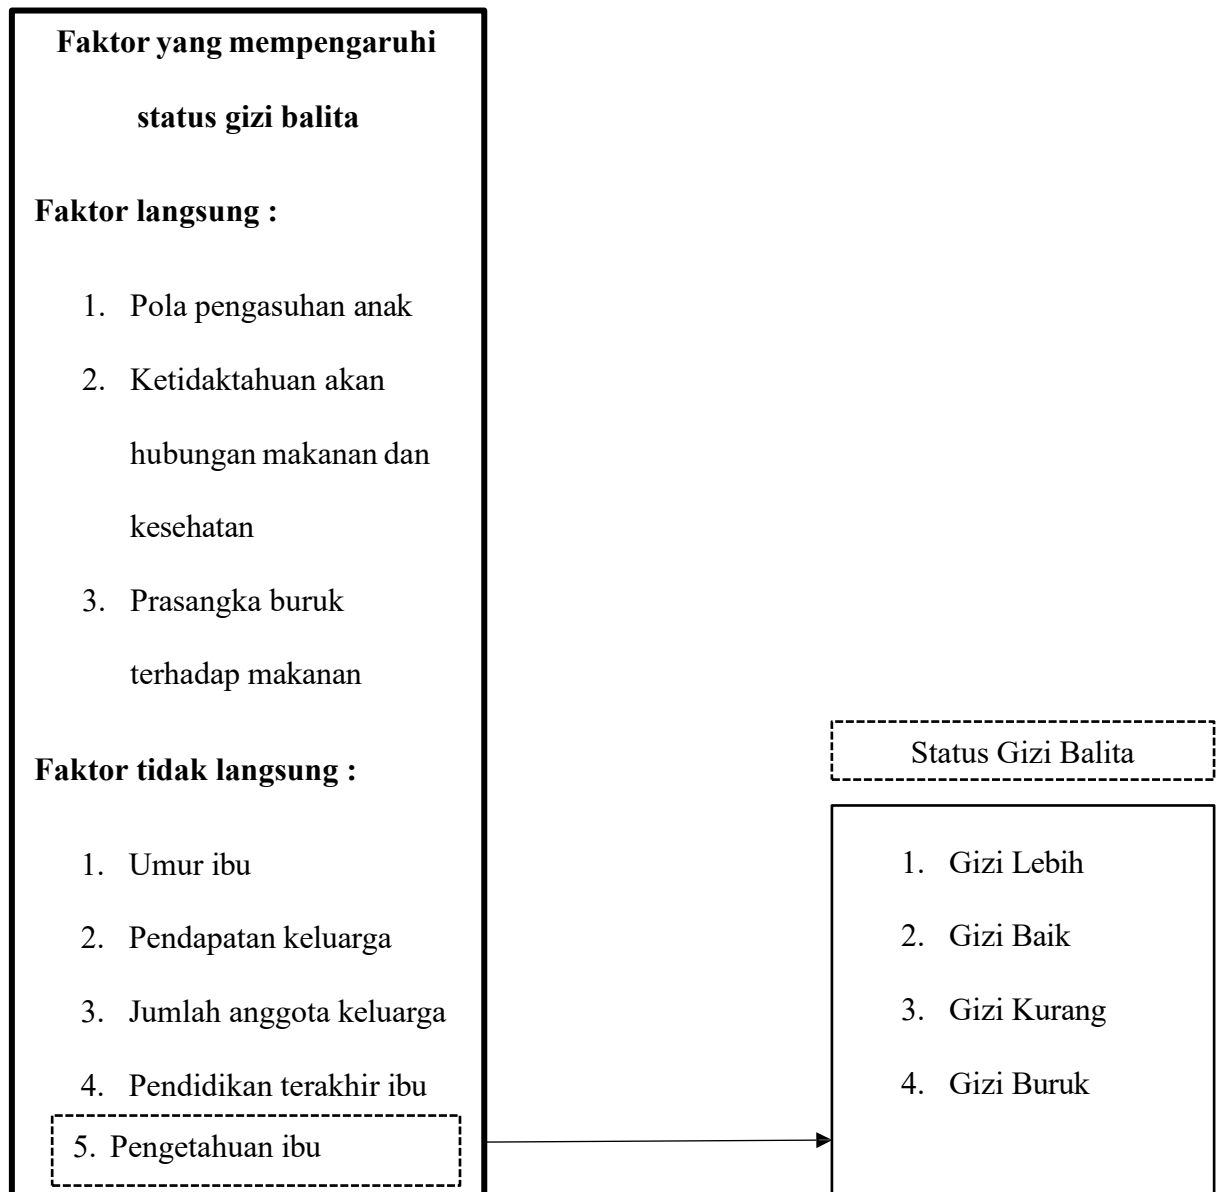 Faktor yang mempengaruhi
status gizi balita
Faktor langsung :
1. Pola pengasuhan anak
2. Ketidaktahuan akan
hubungan makanan dan
kesehatan
3. Prasangka buruk
terhadap makanan
Faktor tidak langsung :
1. Umur ibu
2. Pendapatan keluarga
3. Jumlah anggota keluarga
4. Pendidikan terakhir ibu
5. Pengetahuan ibu
Status Gizi Balita
1. Gizi Lebih
2. Gizi Baik
3. Gizi Kurang
4. Gizi Buruk